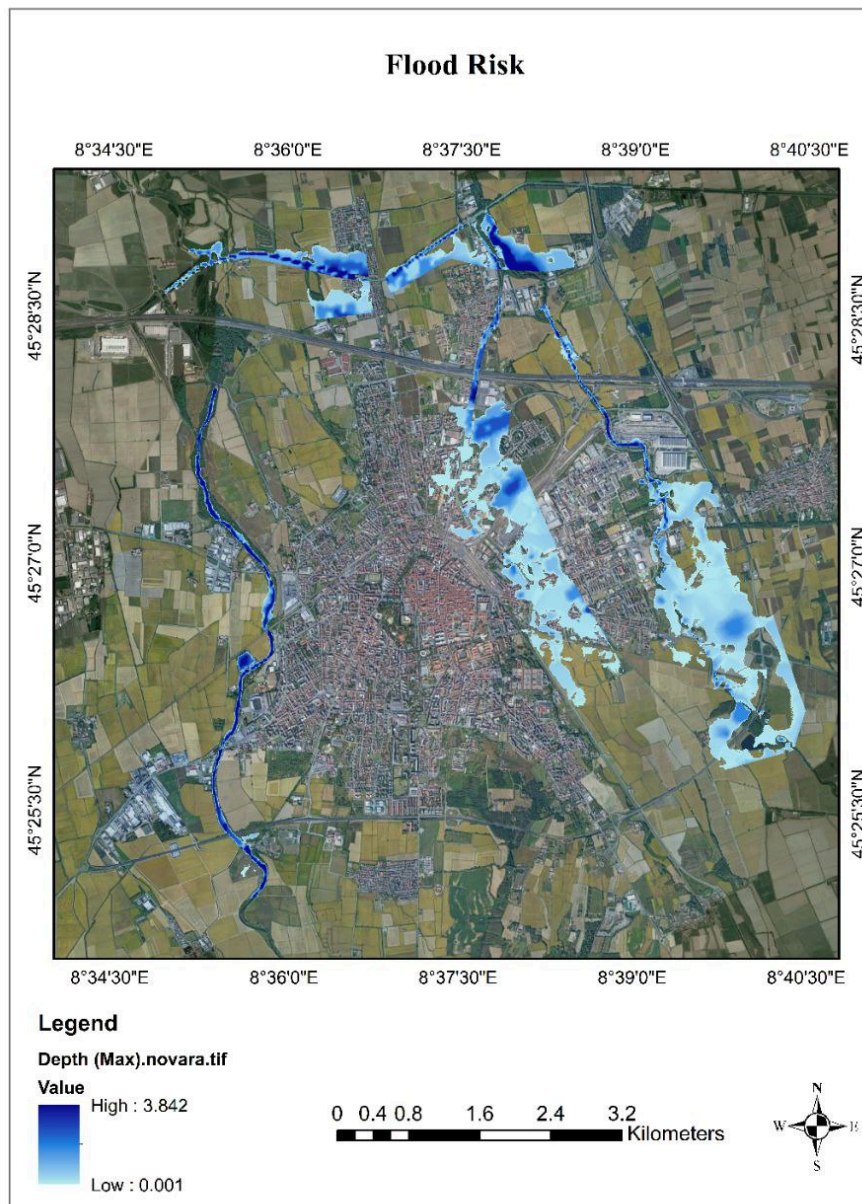 Flood Risk
8°34'30"E 8°36'0"E 8°37'30"E 8°39'0"E 8°40'30"E
45°28'30"N 45°28'30"N
45°27'0"N 45°27'0"N
45°25'30"N 45°25'30"N
8°34'30"E 8°36'0"E 8°37'30"E 8°39'0"E 8°40'30"E
Legend
Depth (Max).novara.tif
Value
High : 3.842
Low : 0.001
0 0.4 0.8 1.6 2.4 3.2
Kilometers
N
W E
S